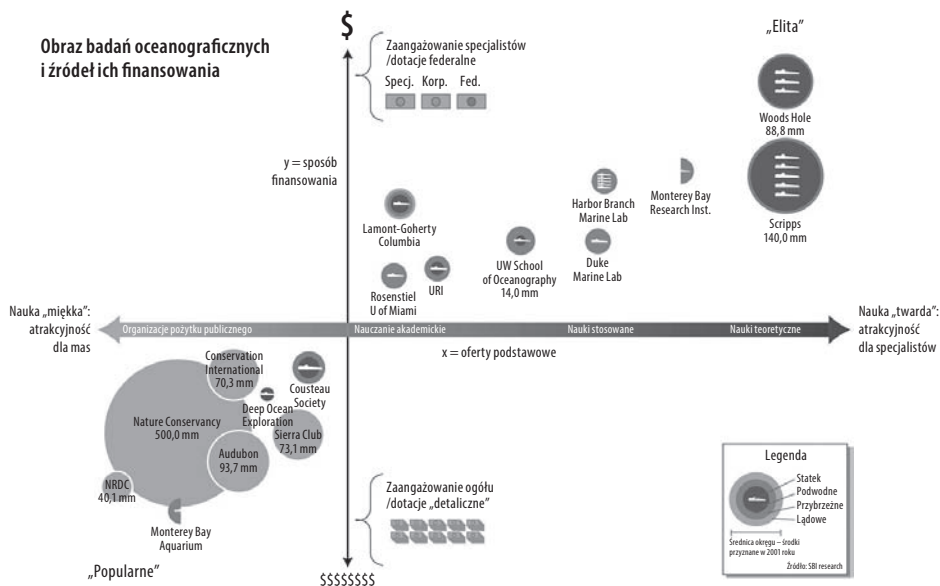 Obraz badań oceanograficznych
i źródeł ich finansowania
$
Zaangażowanie specjalistów
/dotacje federalne
Specj. Korp. Fed.
„Elita”
Woods Hole
88,8 mm
y = sposób
finansowania
Lamont-Goherty
Columbia
Harbor Branch
Marine Lab
Monterey Bay
Research Inst.
Scripps
140,0 mm
Rosenstiel
U of Miami
URI
UW School
of Oceanography
14,0 mm
Duke
Marine Lab
Nauka „miękka”:
atrakcyjność
dla mas
Organizacje pożytku publicznego
Nauczanie akademickie
Nauki stosowane
Nauki teoretyczne
Nauka „twarda”:
atrakcyjność
dla specjalistów
x = oferty podstawowe
Conservation
International
70,3 mm
Cousteau
Society
Deep Ocean
Exploration
Nature Conservancy
500,0 mm
Sierra Club
73,1 mm
Audubon
93,7 mm
NRDC
40,1 mm
Monterey Bay
Aquarium
Zaangażowanie ogółu
/dotacje „detaliczne”
„Popularne”
$$$$$$$$
Legenda
Statek
Podwodne
Przybrzeżne
Lądowe
Średnica okręgu – środki
przyznane w 2001 roku
Źródło: SBI research